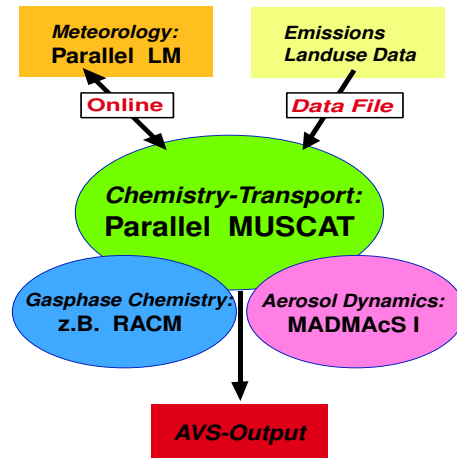 Meteorology:
Parallel LM
Emissions
Landuse Data
Online
Data File
Chemistry-Transport:
Parallel MUSCAT
Gasphase Chemistry:
z.B. RACM
Aerosol Dynamics:
MADMAcS I
AVS-Output